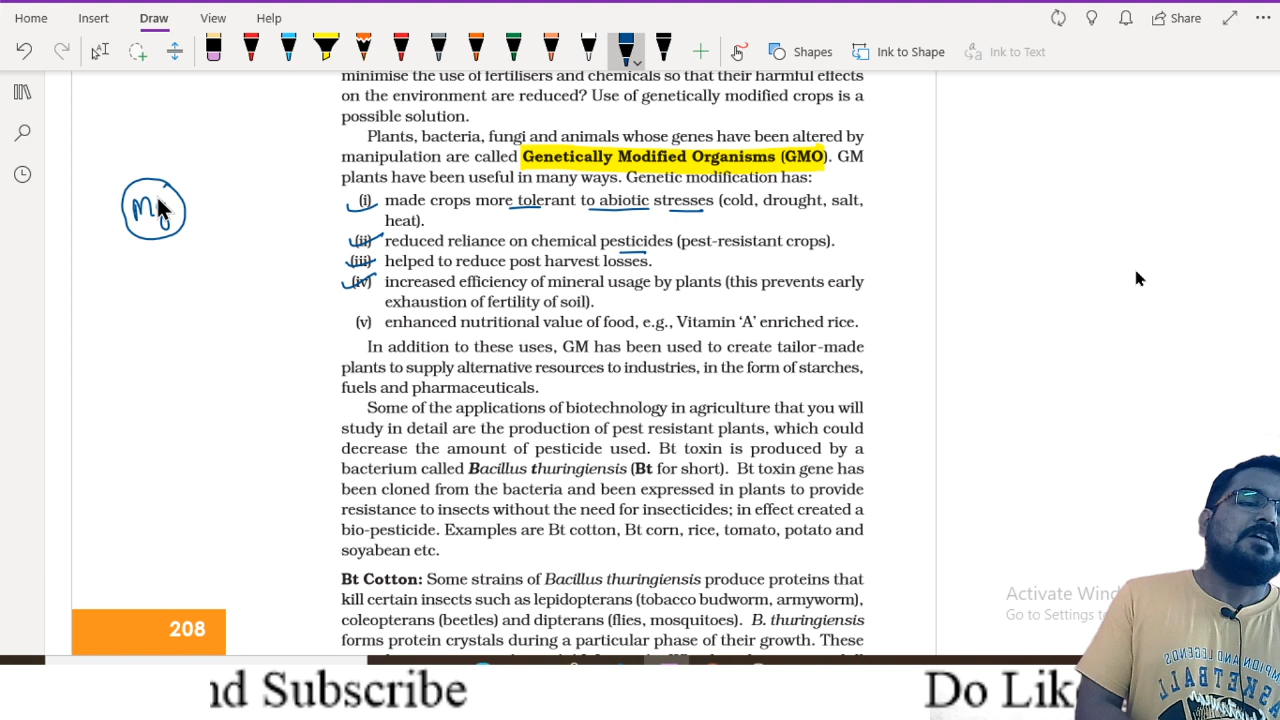 Home Insert Draw View Help Share
Shapes Ink to Shape Ink to Text
minimise the use of fertilisers and chemicals so that their harmful effects
on the environment are reduced? Use of genetically modified crops is a
possible solution.
Plants, bacteria, fungi and animals whose genes have been altered by
manipulation are called Genetically Modified Organisms (GMO). GM
plants have been useful in many ways. Genetic modification has:
(i) made crops more tolerant to abiotic stresses (cold, drought, salt,
heat).
(ii) reduced reliance on chemical pesticides (pest-resistant crops).
(iii) helped to reduce post harvest losses.
(iv) increased efficiency of mineral usage by plants (this prevents early
exhaustion of fertility of soil).
(v) enhanced nutritional value of food, e.g., Vitamin ‘A’ enriched rice.
Mg
In addition to these uses, GM has been used to create tailor-made
plants to supply alternative resources to industries, in the form of starches,
fuels and pharmaceuticals.
Some of the applications of biotechnology in agriculture that you will
study in detail are the production of pest resistant plants, which could
decrease the amount of pesticide used. Bt toxin is produced by a
bacterium called Bacillus thuringiensis (Bt for short). Bt toxin gene has
been cloned from the bacteria and been expressed in plants to provide
resistance to insects without the need for insecticides; in effect created a
bio-pesticide. Examples are Bt cotton, Bt corn, rice, tomato, potato and
soyabean etc.
Bt Cotton: Some strains of Bacillus thuringiensis produce proteins that
kill certain insects such as lepidopterans (tobacco budworm, armyworm),
coleopterans (beetles) and dipterans (flies, mosquitoes). B. thuringiensis
forms protein crystals during a particular phase of their growth. These
208
Activate Wind
Go to Settings t
BASKETBALL
nd Subscribe Do Like